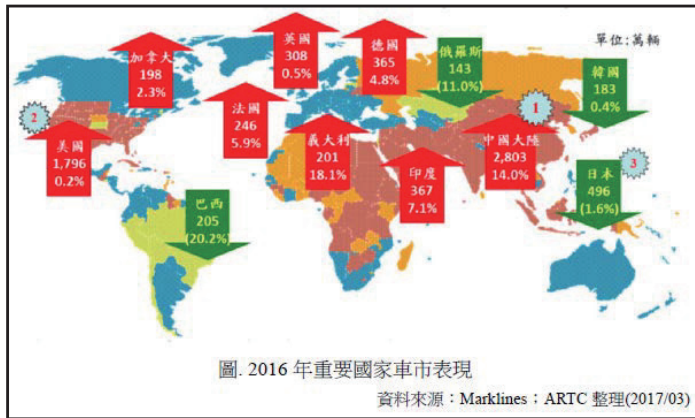 單位:萬輛
加拿大
198
2.3%
英國
308
0.5%
德國
365
4.8%
俄羅斯
143
(11.0%)
韓國
183
0.4%
2
美國
1,796
0.2%
法國
246
5.9%
義大利
201
18.1%
印度
367
7.1%
1
中國大陸
2,803
14.0%
3
日本
496
(1.6%)
巴西
205
(20.2%)
圖. 2016 年重要國家車市表現
資料來源：Marklines；ARTC 整理(2017/03)